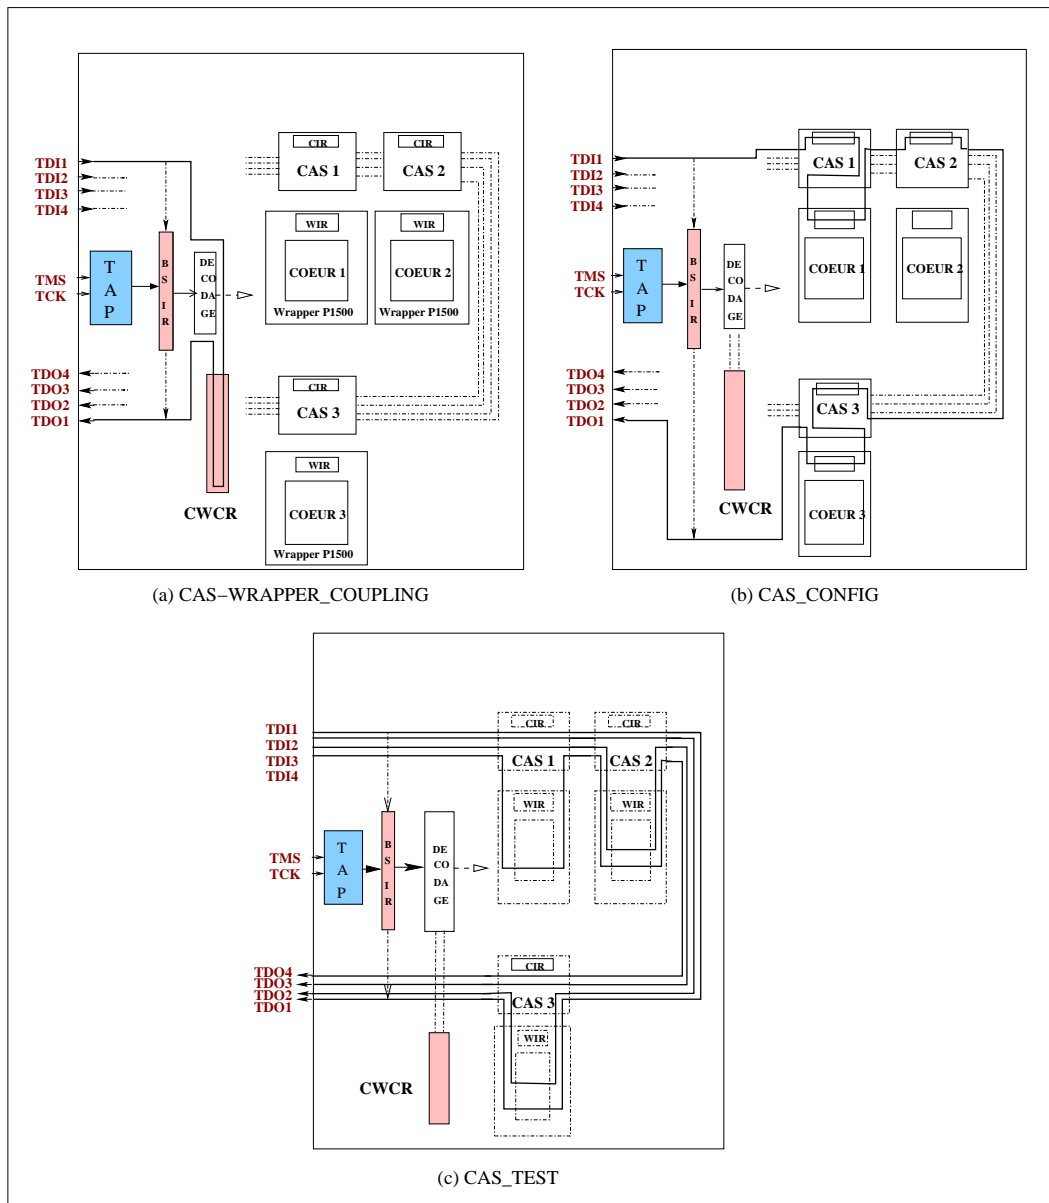 CIR
CAS 1
CIR
CAS 2
TDI1
TDI2
TDI3
TDI4
WIR
COEUR 1
Wrapper P1500
WIR
COEUR 2
Wrapper P1500
TMS
TCK
T
A
P
B
S
I
R
DE
CO
DA
GE
TDO4
TDO3
TDO2
TDO1
CIR
CAS 3
WIR
COEUR 3
Wrapper P1500
CWCR
(a) CAS−WRAPPER_COUPLING
CAS 1
CAS 2
TDI1
TDI2
TDI3
TDI4
COEUR 1
COEUR 2
TMS
TCK
T
A
P
B
S
I
R
DE
CO
DA
GE
TDO4
TDO3
TDO2
TDO1
CAS 3
COEUR 3
CWCR
(b) CAS_CONFIG
CIR
CAS 1
CIR
CAS 2
TDI1
TDI2
TDI3
TDI4
WIR
WIR
TMS
TCK
T
A
P
BS
I
R
DE
CO
DA
GE
TDO4
TDO3
TDO2
TDO1
CIR
CAS 3
WIR
CWCR
(c) CAS_TEST